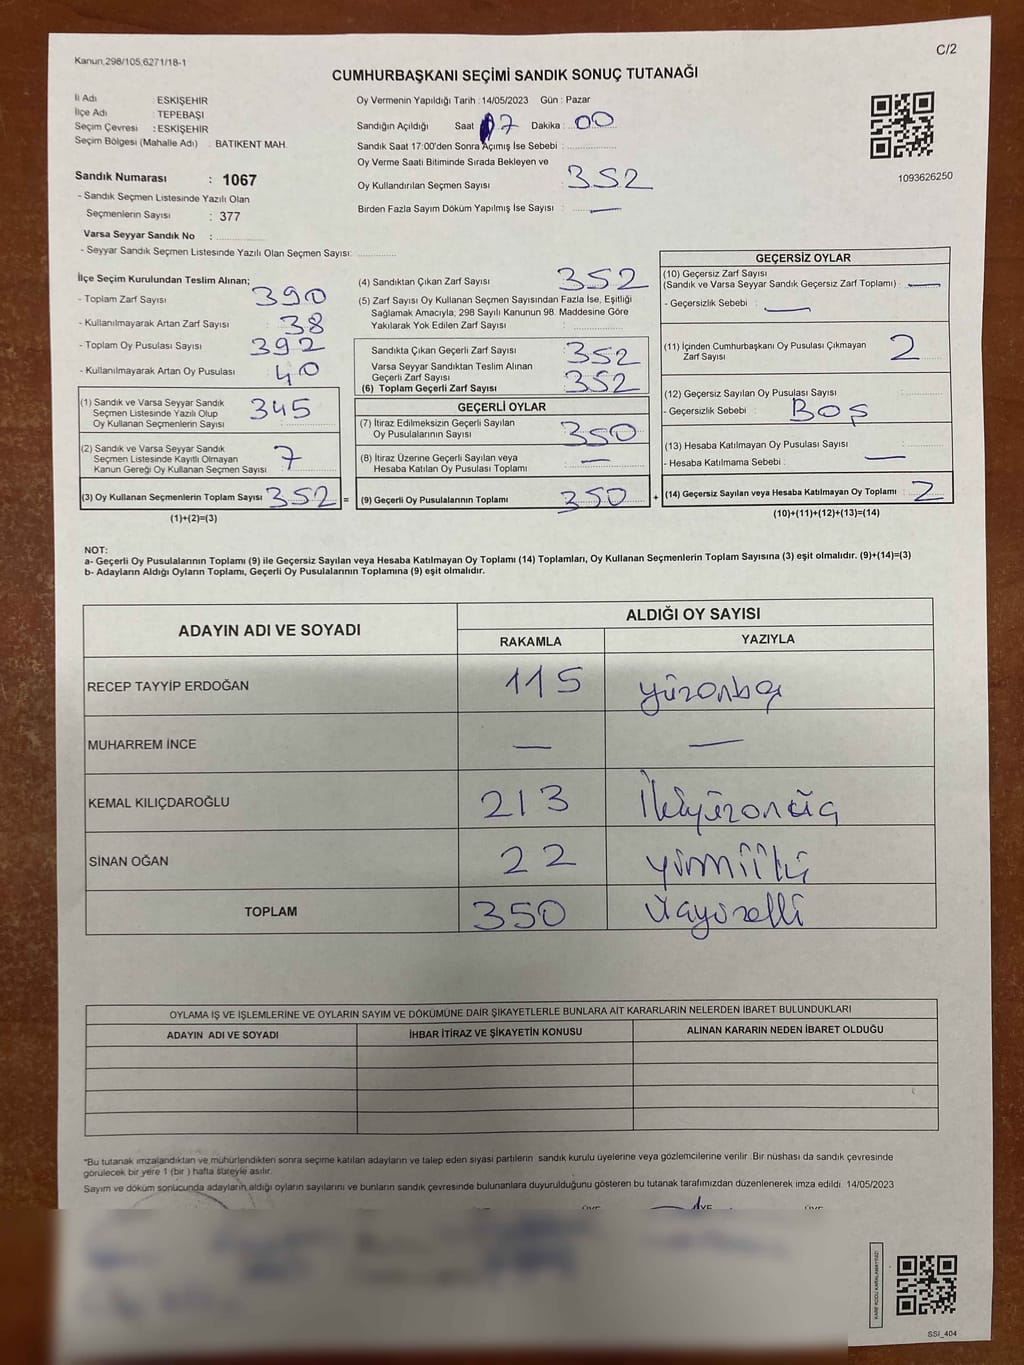 Kanun,298/105,6271/18-1
C/2
CUMHURBAŞKANI SEÇİMİ SANDIK SONUÇ TUTANAĞI
İl Adı : ESKİŞEHİR
İlçe Adı : TEPEBAŞI
Seçim Çevresi : ESKİŞEHİR
Seçim Bölgesi (Mahalle Adı) : BATIKENT MAH.
Sandık Numarası : 1067
- Sandık Seçmen Listesinde Yazılı Olan
Seçmenlerin Sayısı : 377
Varsa Seyyar Sandık No :
- Seyyar Sandık Seçmen Listesinde Yazılı Olan Seçmen Sayısı:
Oy Vermenin Yapıldığı Tarih : 14/05/2023 Gün : Pazar
Sandığın Açıldığı Saat 7 Dakika : 00
Sandık Saat 17:00'den Sonra Açımış İse Sebebi :
Oy Verme Saati Bitiminde Sırada Bekleyen ve
Oy Kullandırılan Seçmen Sayısı : 352
Birden Fazla Sayım Döküm Yapılmış İse Sayısı : —
1093626250
İlçe Seçim Kurulundan Teslim Alınan;
- Toplam Zarf Sayısı : 390
- Kullanılmayarak Artan Zarf Sayısı : 38
- Toplam Oy Pusulası Sayısı : 392
- Kullanılmayarak Artan Oy Pusulası : 40
(1) Sandık ve Varsa Seyyar Sandık
Seçmen Listesinde Yazılı Olup
Oy Kullanan Seçmenlerin Sayısı : 345
(2) Sandık ve Varsa Seyyar Sandık
Seçmen Listesinde Kayıtlı Olmayan
Kanun Gereği Oy Kullanan Seçmen Sayısı : 7
(3) Oy Kullanan Seçmenlerin Toplam Sayısı : 352 =
(1)+(2)=(3)
(4) Sandıktan Çıkan Zarf Sayısı : 352
(5) Zarf Sayısı Oy Kullanan Seçmen Sayısından Fazla İse, Eşitliği
Sağlamak Amacıyla; 298 Sayılı Kanunun 98. Maddesine Göre
Yakılarak Yok Edilen Zarf Sayısı :
Sandıkta Çıkan Geçerli Zarf Sayısı : 352
Varsa Seyyar Sandıktan Teslim Alınan
Geçerli Zarf Sayısı
(6) Toplam Geçerli Zarf Sayısı : 352
GEÇERLİ OYLAR
(7) İtiraz Edilmeksizin Geçerli Sayılan
Oy Pusulalarının Sayısı : 350
(8) İtiraz Üzerine Geçerli Sayılan veya
Hesaba Katılan Oy Pusulası Toplamı : —
(9) Geçerli Oy Pusulalarının Toplamı : 350 +
GEÇERSİZ OYLAR
(10) Geçersiz Zarf Sayısı
(Sandık ve Varsa Seyyar Sandık Geçersiz Zarf Toplamı) : —
- Geçersizlik Sebebi : —
(11) İçinden Cumhurbaşkanı Oy Pusulası Çıkmayan
Zarf Sayısı : 2
(12) Geçersiz Sayılan Oy Pusulası Sayısı :
- Geçersizlik Sebebi : BOŞ
(13) Hesaba Katılmayan Oy Pusulası Sayısı : —
- Hesaba Katılmama Sebebi :
(14) Geçersiz Sayılan veya Hesaba Katılmayan Oy Toplamı : 2
(10)+(11)+(12)+(13)=(14)
NOT:
a- Geçerli Oy Pusulalarının Toplamı (9) ile Geçersiz Sayılan veya Hesaba Katılmayan Oy Toplamı (14) Toplamları, Oy Kullanan Seçmenlerin Toplam Sayısına (3) eşit olmalıdır. (9)+(14)=(3)
b- Adayların Aldığı Oyların Toplamı, Geçerli Oy Pusulalarının Toplamına (9) eşit olmalıdır.
ADAYIN ADI VE SOYADI
ALDIĞI OY SAYISI
RAKAMLA YAZIYLA
RECEP TAYYİP ERDOĞAN 115 yüzonbeş
MUHARREM İNCE — —
KEMAL KILIÇDAROĞLU 213 İkiyüzonüç
SİNAN OĞAN 22 yirmiiki
TOPLAM 350 üçyüzelli
OYLAMA İŞ VE İŞLEMLERİNE VE OYLARIN SAYIM VE DÖKÜMÜNE DAİR ŞİKAYETLERLE BUNLARA AİT KARARLARIN NELERDEN İBARET BULUNDUKLARI
ADAYIN ADI VE SOYADI İHBAR İTİRAZ VE ŞİKAYETİN KONUSU ALINAN KARARIN NEDEN İBARET OLDUĞU
*Bu tutanak imzalandıktan ve mühürlendikten sonra seçime katılan adayların ve talep eden siyasi partilerin sandık kurulu üyelerine veya gözlemcilerine verilir. Bir nüshası da sandık çevresinde
görülecek bir yere 1 (bir ) hafta süreyle asılır.
Sayım ve döküm sonucunda adayların aldığı oyların sayılarını ve bunların sandık çevresinde bulunanlara duyurulduğunu gösteren bu tutanak tarafımızdan düzenlenerek imza edildi. 14/05/2023
KARE KODU KARALAMAYINIZ!
SSI_404